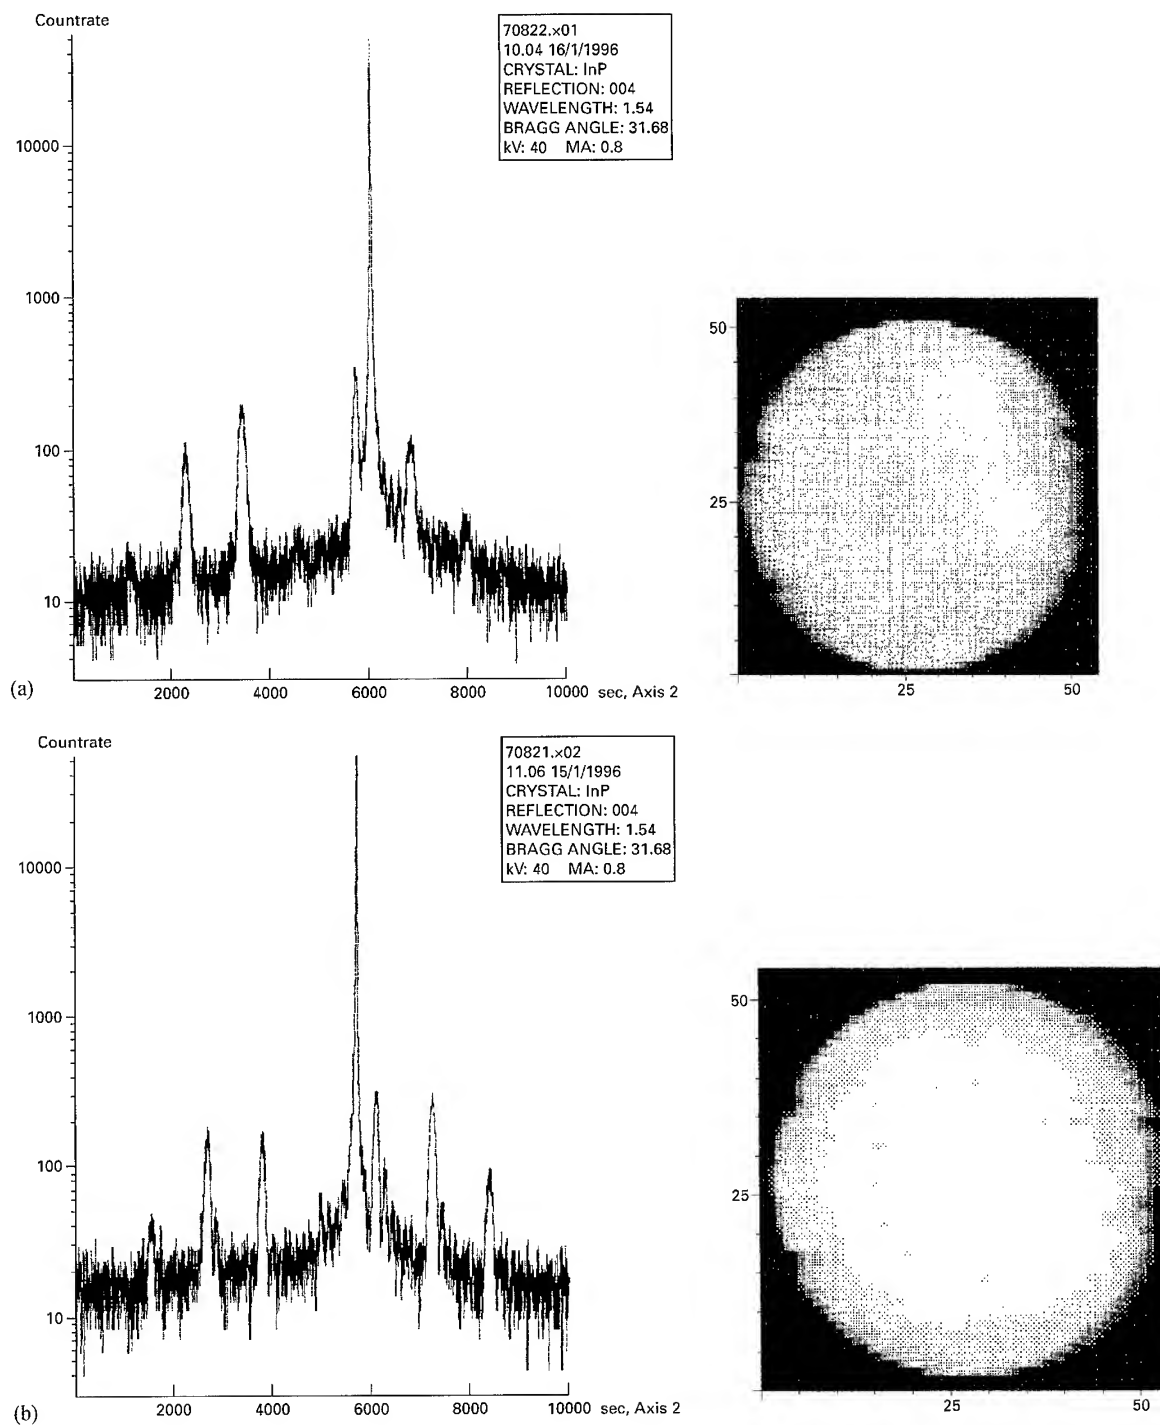 Countrate
70822.x01
10.04 16/1/1996
CRYSTAL: InP
REFLECTION: 004
WAVELENGTH: 1.54
BRAGG ANGLE: 31.68
kV: 40 MA: 0.8
10000
1000
100
10
2000 4000 6000 8000 10000 sec, Axis 2
50
25
25 50
(a)
Countrate
70821.x02
11.06 15/1/1996
CRYSTAL: InP
REFLECTION: 004
WAVELENGTH: 1.54
BRAGG ANGLE: 31.68
kV: 40 MA: 0.8
10000
1000
100
10
2000 4000 6000 8000 10000 sec, Axis 2
50
25
25 50
(b)